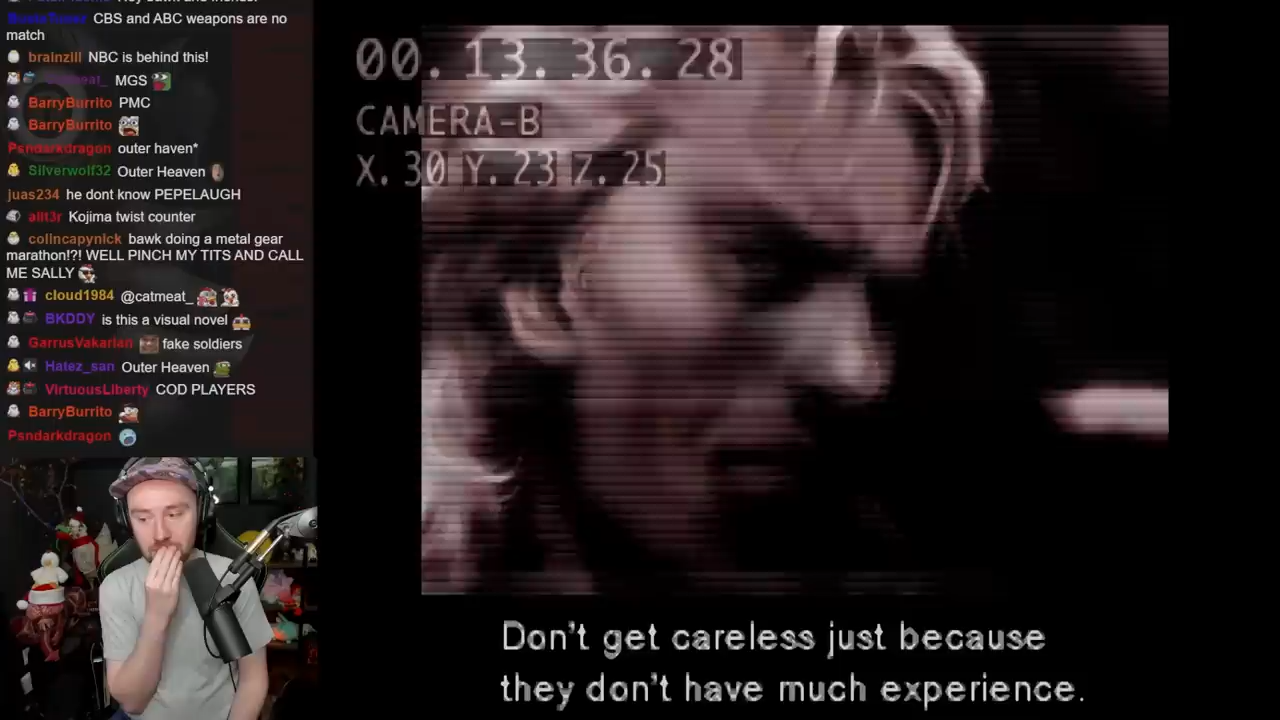 CBS and ABC weapons are no
match
brainzill NBC is behind this!
MGS
BarryBurrito PMC
BarryBurrito
Psndarkdragon outer haven*
Silverwolf32 Outer Heaven
juas234 he dont know PEPELAUGH
allt3r Kojima twist counter
colincapynick bawk doing a metal gear
marathon!?! WELL PINCH MY TITS AND CALL
ME SALLY
cloud1984 @catmeat_
BKDDY is this a visual novel
GarrusVakarian fake soldiers
Hatez_san Outer Heaven
VirtuousLiberty COD PLAYERS
BarryBurrito
Psndarkdragon
00.13.36.28
CAMERA-B
X.30 Y.23 Z.25
Don't get careless just because
they don't have much experience.